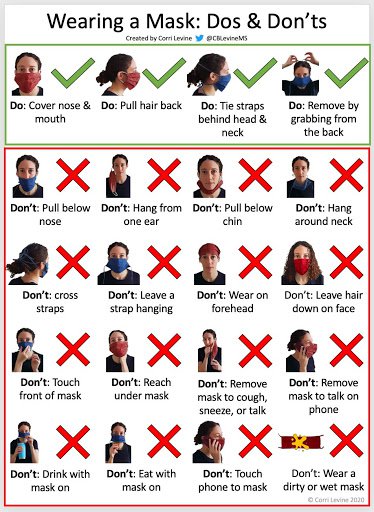 Wearing a Mask: Dos & Don'ts
Created by Corri Levine @CBLevineMS
Do: Cover nose &
mouth
Do: Pull hair back
Do: Tie straps
behind head &
neck
Do: Remove by
grabbing from
the back
Don't: Pull below
nose
Don't: Hang from
one ear
Don't: Pull below
chin
Don't: Hang
around neck
Don't: cross
straps
Don't: Leave a
strap hanging
Don't: Wear on
forehead
Don't: Leave hair
down on face
Don't: Touch
front of mask
Don't: Reach
under mask
Don't: Remove
mask to cough,
sneeze, or talk
Don't: Remove
mask to talk on
phone
Don't: Drink with
mask on
Don't: Eat with
mask on
Don't: Touch
phone to mask
Don't: Wear a
dirty or wet mask
© Corri Levine 2020